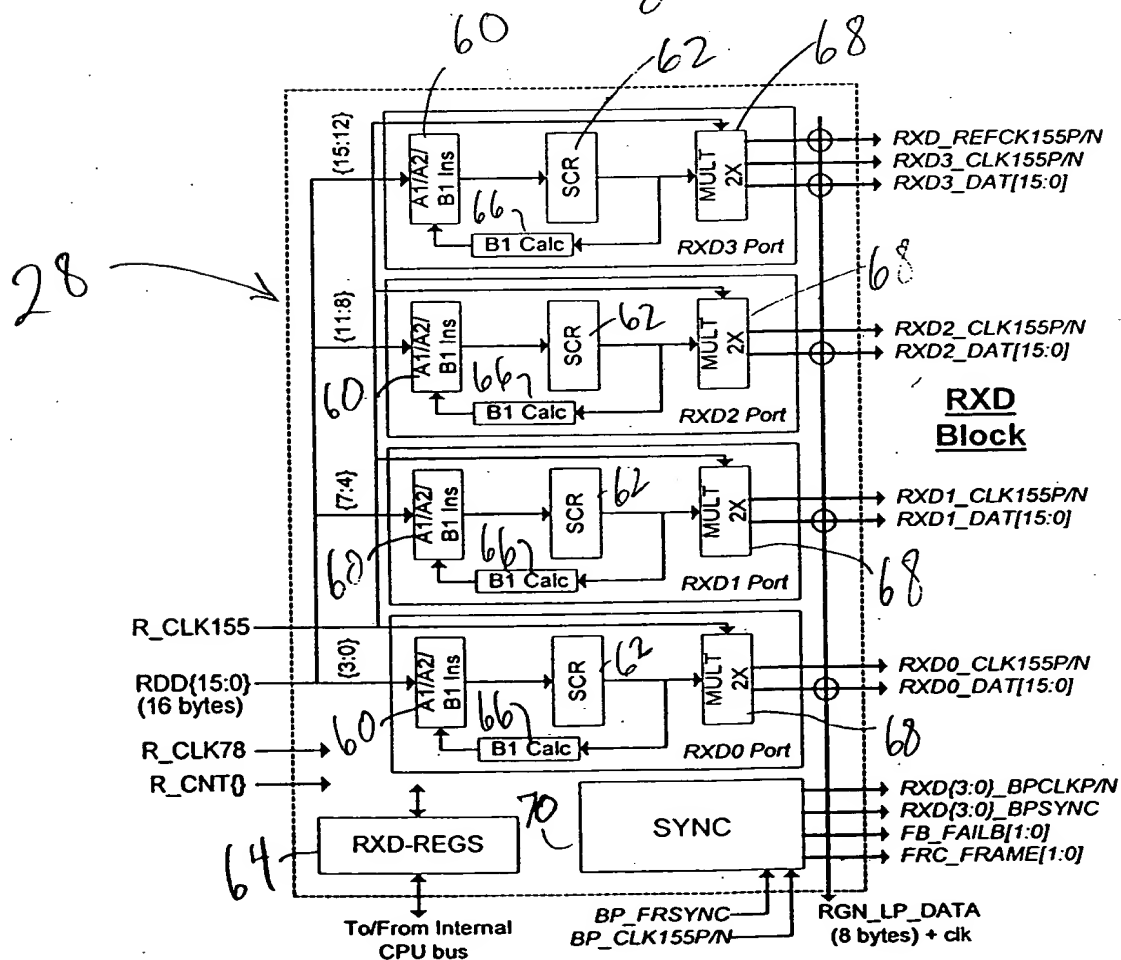 60
62
68
{15:12}
A1/A2/
B1 Ins
SCR
MULT
2X
RXD_REFCK155P/N
RXD3_CLK155P/N
RXD3_DAT[15:0]
66
B1 Calc
RXD3 Port
28
68
{11:8}
A1/A2/
B1 Ins
SCR
62
MULT
2X
RXD2_CLK155P/N
RXD2_DAT[15:0]
60
66
B1 Calc
RXD2 Port
RXD
Block
{7:4}
A1/A2/
B1 Ins
SCR
62
MULT
2X
RXD1_CLK155P/N
RXD1_DAT[15:0]
60
66
B1 Calc
RXD1 Port
68
R_CLK155
{3:0}
A1/A2/
B1 Ins
SCR
62
MULT
2X
RXD0_CLK155P/N
RXD0_DAT[15:0]
RDD{15:0}
(16 bytes)
60
66
B1 Calc
RXD0 Port
68
R_CLK78
R_CNT{}
70
SYNC
RXD{3:0}_BPCLKP/N
RXD{3:0}_BPSYNC
FB_FAILB[1:0]
FRC_FRAME[1:0]
64
RXD-REGS
To/From Internal
CPU bus
BP_FRSYNC
BP_CLK155P/N
RGN_LP_DATA
(8 bytes) + clk